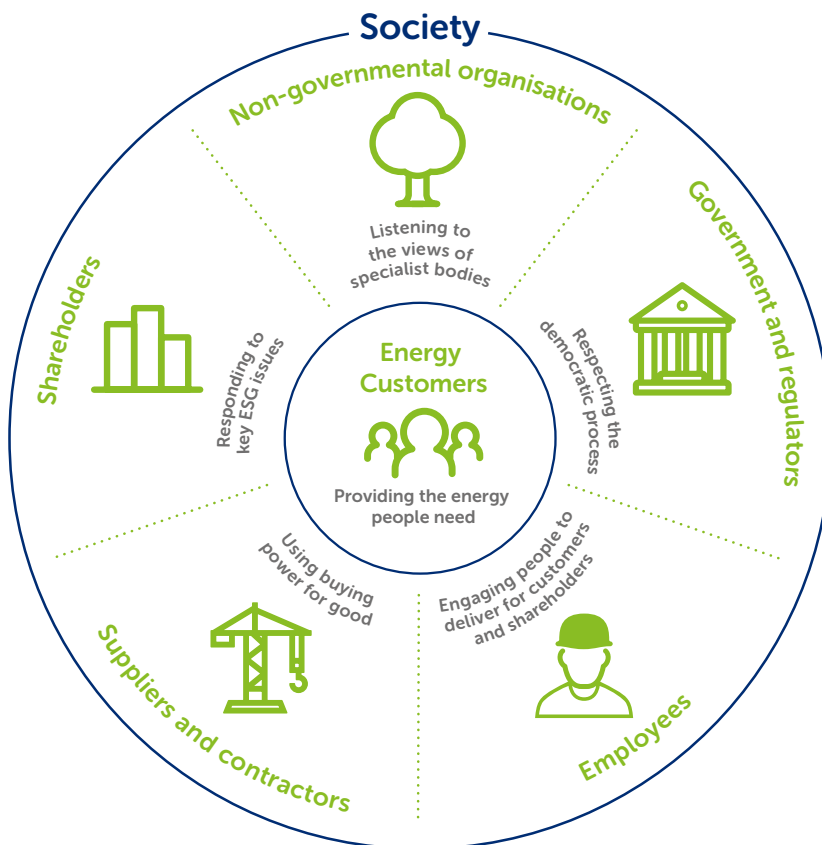 Society
Non-governmental organisations
Listening to
the views of
specialist bodies
Government and regulators
Respecting the
democratic process
Employees
Engaging people to
deliver for customers
and shareholders
Suppliers and contractors
Using buying
power for good
Shareholders
Responding to
key ESG issues
Energy
Customers
Providing the energy
people need